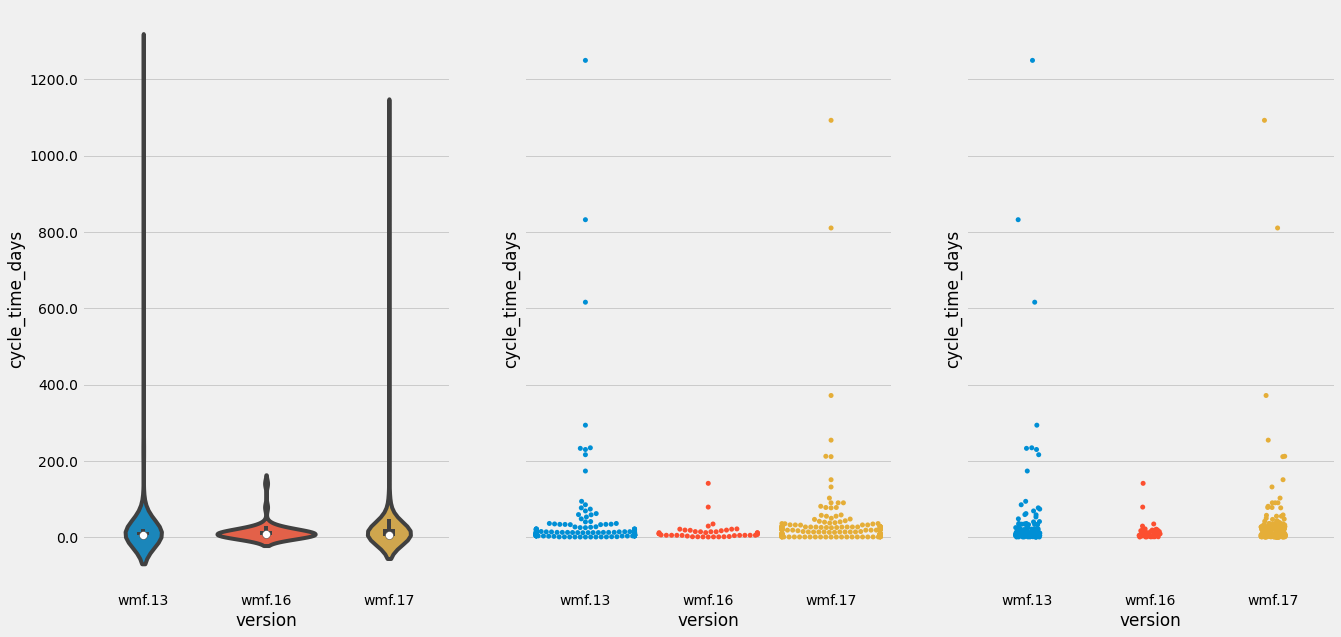 1200.0
1000.0
800.0
600.0
400.0
200.0
0.0
cycle_time_days
wmf.13 wmf.16 wmf.17
version
cycle_time_days
wmf.13 wmf.16 wmf.17
version
cycle_time_days
wmf.13 wmf.16 wmf.17
version